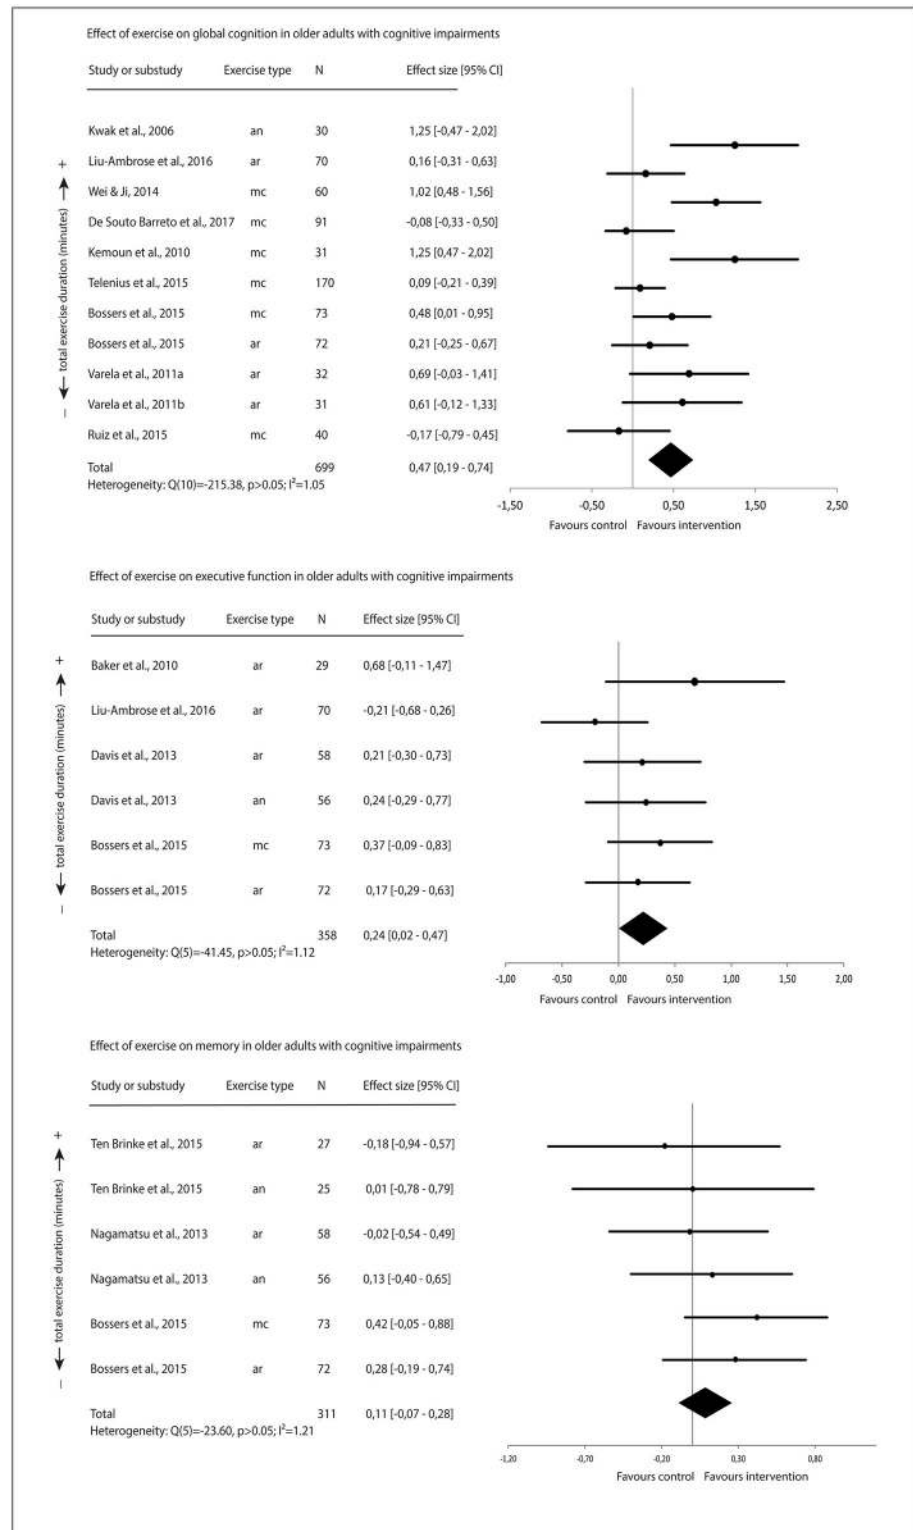 Effect of exercise on global cognition in older adults with cognitive impairments
Study or substudy Exercise type N Effect size [95% CI]
Kwak et al., 2006 an 30 1,25 [-0,47 - 2,02]
Liu-Ambrose et al., 2016 ar 70 0,16 [-0,31 - 0,63]
Wei & Ji, 2014 mc 60 1,02 [0,48 - 1,56]
De Souto Barreto et al., 2017 mc 91 -0,08 [-0,33 - 0,50]
Kemoun et al., 2010 mc 31 1,25 [0,47 - 2,02]
Telenius et al., 2015 mc 170 0,09 [-0,21 - 0,39]
Bossers et al., 2015 mc 73 0,48 [0,01 - 0,95]
Bossers et al., 2015 ar 72 0,21 [-0,25 - 0,67]
Varela et al., 2011a ar 32 0,69 [-0,03 - 1,41]
Varela et al., 2011b ar 31 0,61 [-0,12 - 1,33]
Ruiz et al., 2015 mc 40 -0,17 [-0,79 - 0,45]
Total 699 0,47 [0,19 - 0,74]
Heterogeneity: Q(10)=-215.38, p>0.05; I²=1.05
− ← total exercise duration (minutes) → +
-1,50 -0,50 0,50 1,50 2,50
Favours control Favours intervention
Effect of exercise on executive function in older adults with cognitive impairments
Study or substudy Exercise type N Effect size [95% CI]
Baker et al., 2010 ar 29 0,68 [-0,11 - 1,47]
Liu-Ambrose et al., 2016 ar 70 -0,21 [-0,68 - 0,26]
Davis et al., 2013 ar 58 0,21 [-0,30 - 0,73]
Davis et al., 2013 an 56 0,24 [-0,29 - 0,77]
Bossers et al., 2015 mc 73 0,37 [-0,09 - 0,83]
Bossers et al., 2015 ar 72 0,17 [-0,29 - 0,63]
Total 358 0,24 [0,02 - 0,47]
Heterogeneity: Q(5)=-41.45, p>0.05; I²=1.12
− ← total exercise duration (minutes) → +
-1,00 -0,50 0,00 0,50 1,00 1,50 2,00
Favours control Favours intervention
Effect of exercise on memory in older adults with cognitive impairments
Study or substudy Exercise type N Effect size [95% CI]
Ten Brinke et al., 2015 ar 27 -0,18 [-0,94 - 0,57]
Ten Brinke et al., 2015 an 25 0,01 [-0,78 - 0,79]
Nagamatsu et al., 2013 ar 58 -0,02 [-0,54 - 0,49]
Nagamatsu et al., 2013 an 56 0,13 [-0,40 - 0,65]
Bossers et al., 2015 mc 73 0,42 [-0,05 - 0,88]
Bossers et al., 2015 ar 72 0,28 [-0,19 - 0,74]
Total 311 0,11 [-0,07 - 0,28]
Heterogeneity: Q(5)=-23.60, p>0.05; I²=1.21
− ← total exercise duration (minutes) → +
-1,20 -0,70 -0,20 0,30 0,80
Favours control Favours intervention